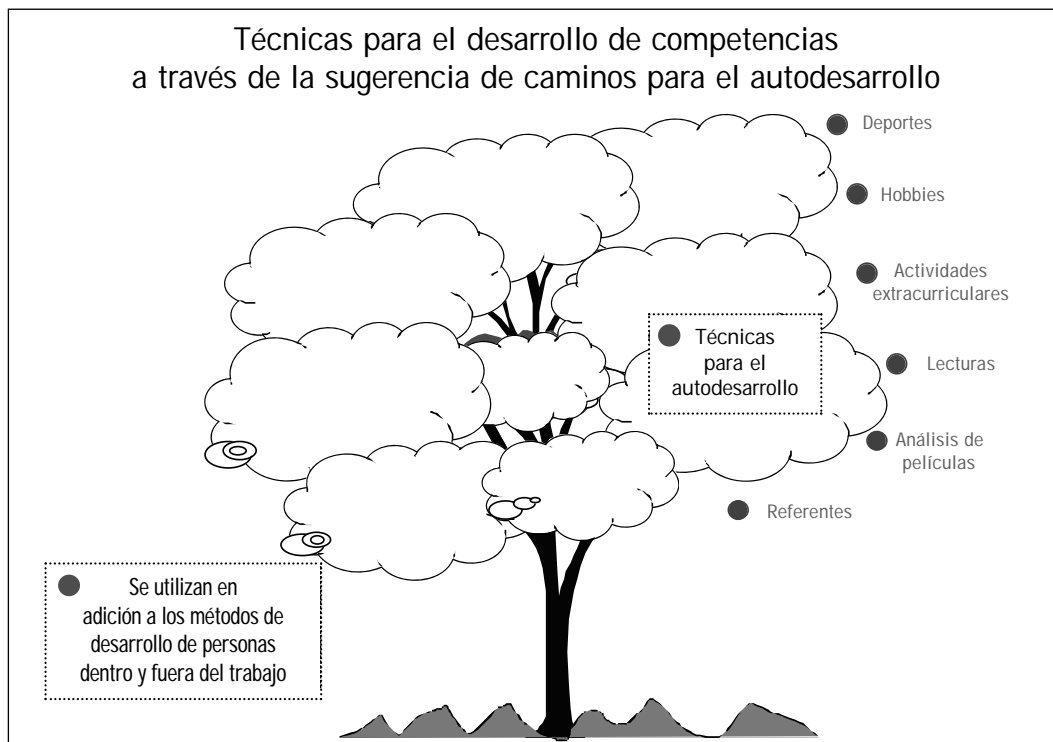 Técnicas para el desarrollo de competencias
a través de la sugerencia de caminos para el autodesarrollo
Deportes
Hobbies
Actividades
extracurriculares
Técnicas
para el
autodesarrollo
Lecturas
Análisis de
películas
Referentes
Se utilizan en
adición a los métodos de
desarrollo de personas
dentro y fuera del trabajo